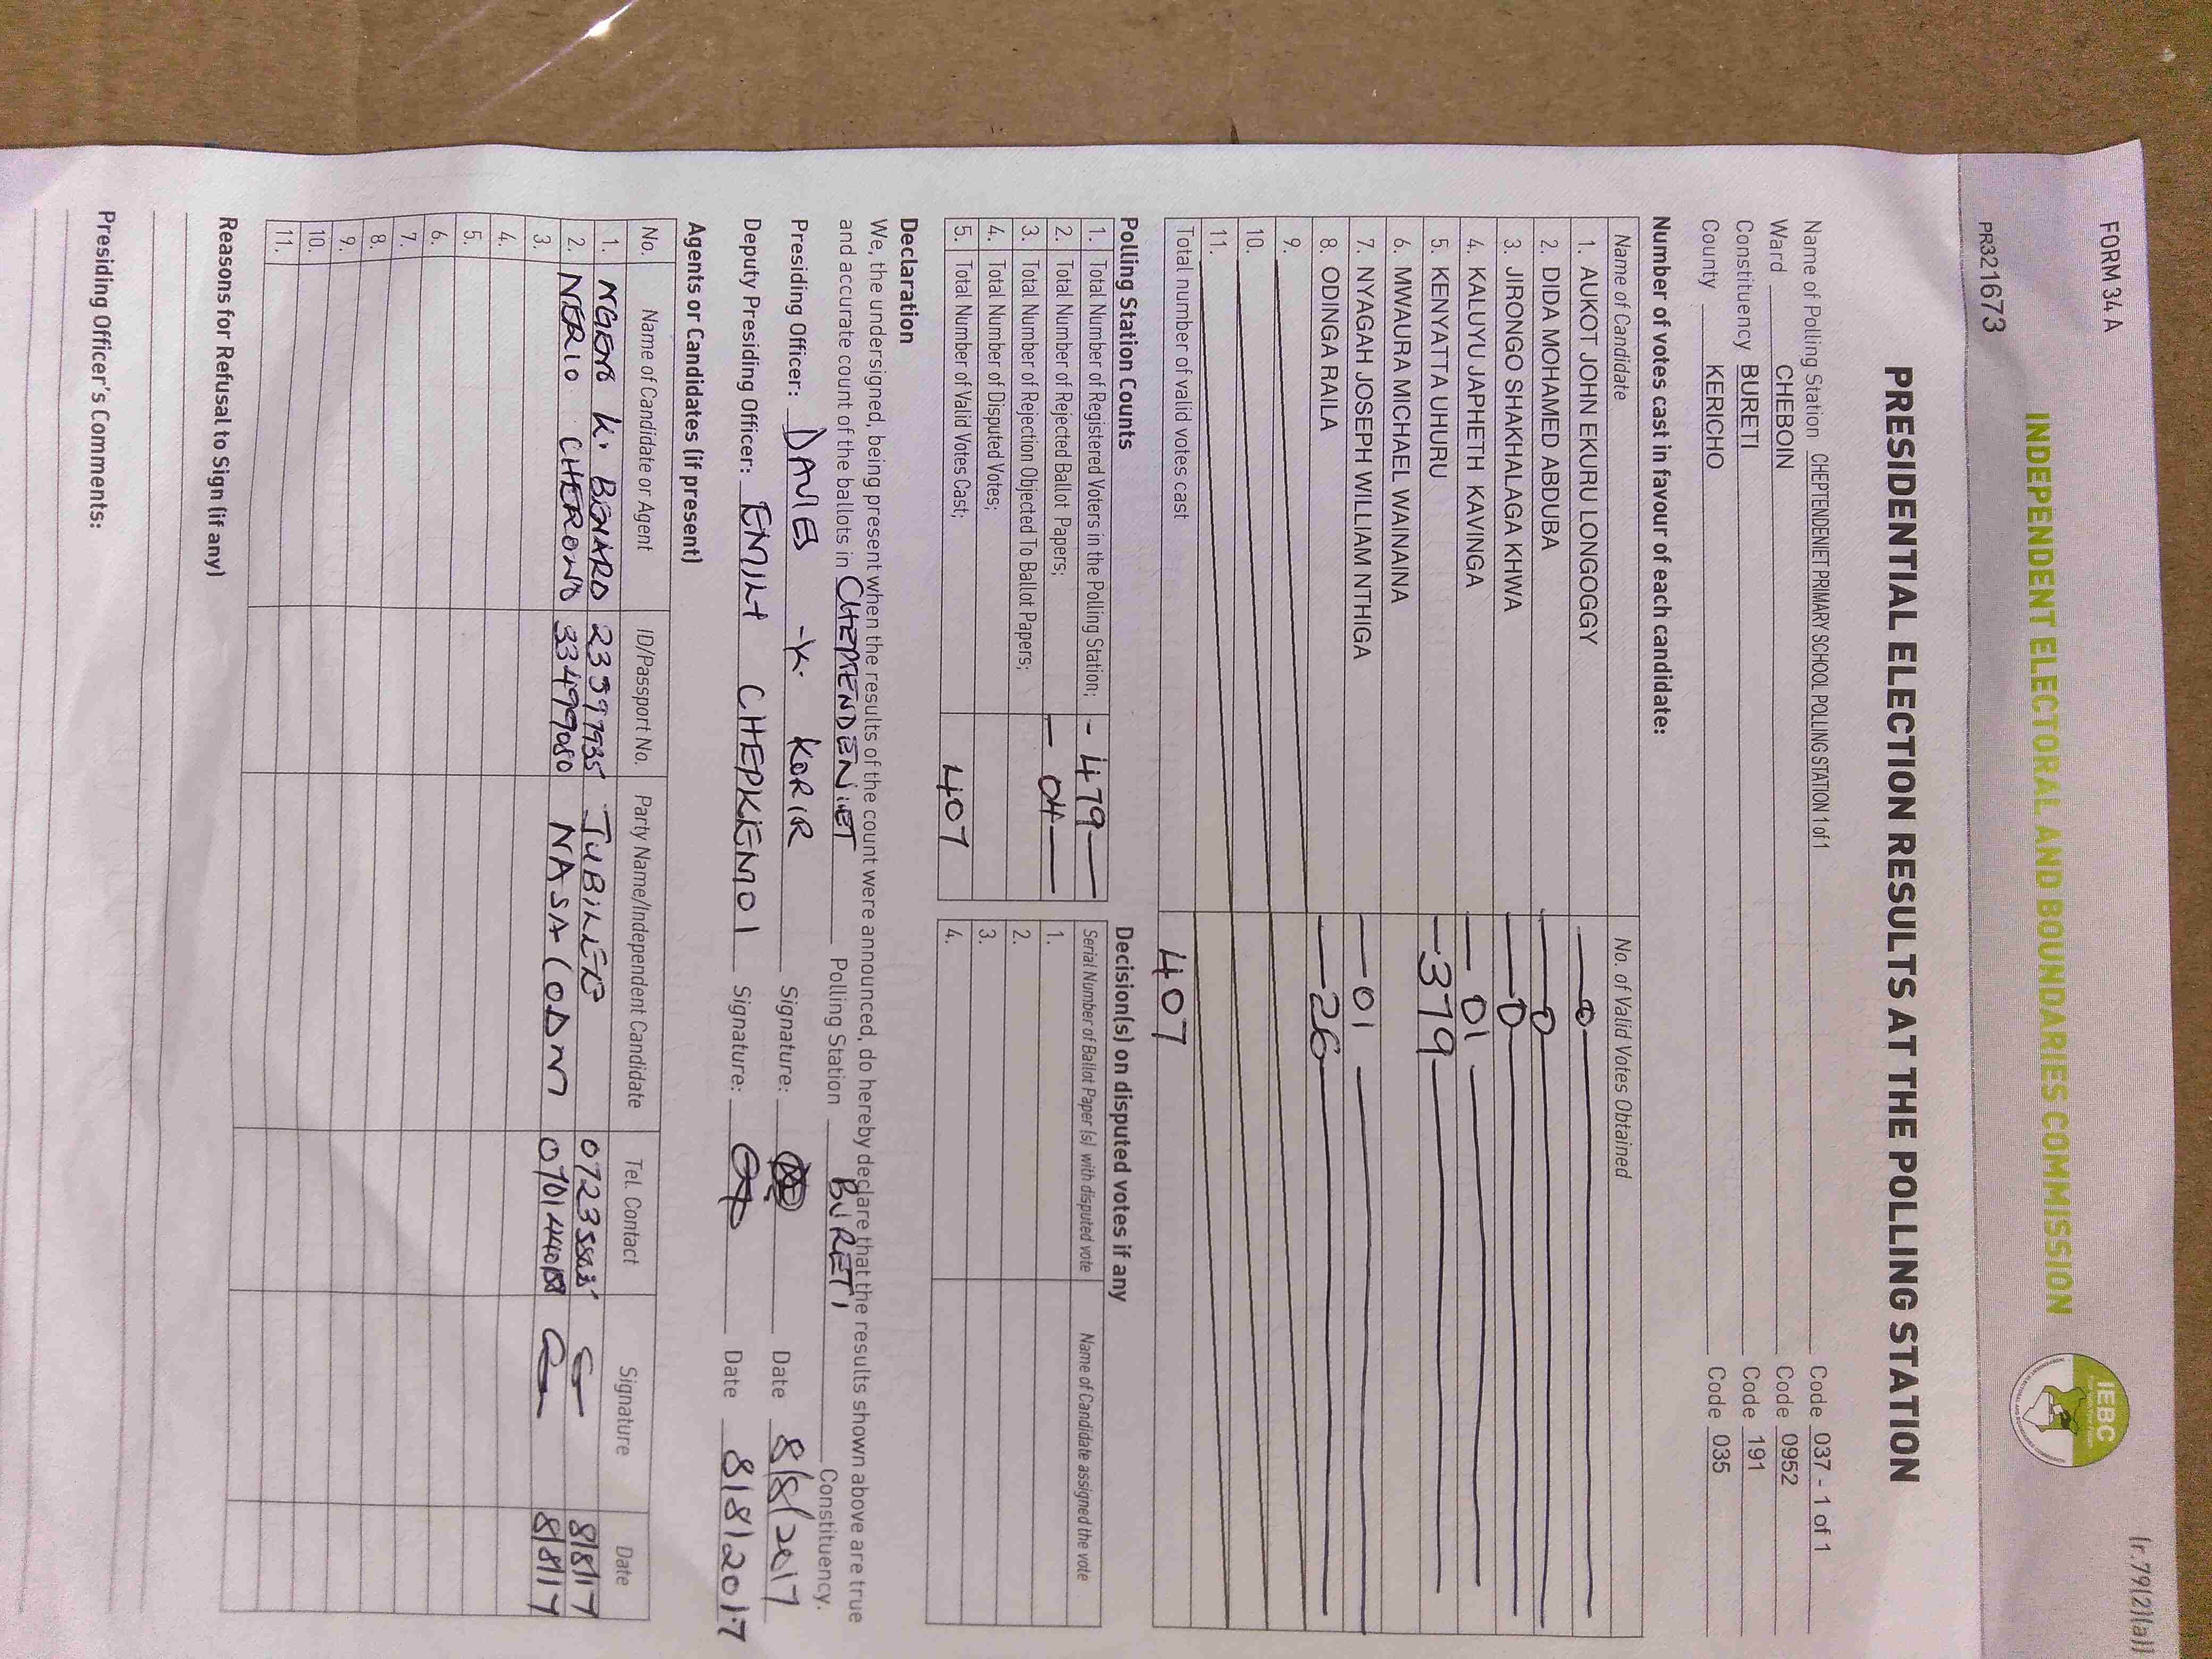 FORM 34 A
(r.79(2)(a))
INDEPENDENT ELECTORAL AND BOUNDARIES COMMISSION
IEBC
PR321673
PRESIDENTIAL ELECTION RESULTS AT THE POLLING STATION
Name of Polling Station CHEPTENDENIET PRIMARY SCHOOL POLLING STATION 1 of 1 Code 037 - 1 of 1
Ward CHEBOIN Code 0952
Constituency BURETI Code 191
County KERICHO Code 035
Number of votes cast in favour of each candidate:
Name of Candidate No. of Valid Votes Obtained
1. AUKOT JOHN EKURU LONGOGGY 0
2. DIDA MOHAMED ABDUBA 0
3. JIRONGO SHAKHALAGA KHWA 0
4. KALUYU JAPHETH KAVINGA 01
5. KENYATTA UHURU 379
6. MWAURA MICHAEL WAINAINA
7. NYAGAH JOSEPH WILLIAM NTHIGA 01
8. ODINGA RAILA 26
9.
10.
11.
Total number of valid votes cast 407
Polling Station Counts
1. Total Number of Registered Voters in the Polling Station; - 479
2. Total Number of Rejected Ballot Papers; - 04
3. Total Number of Rejection Objected To Ballot Papers;
4. Total Number of Disputed Votes;
5. Total Number of Valid Votes Cast; 407
Decision(s) on disputed votes if any
Serial Number of Ballot Paper (s) with disputed vote Name of Candidate assigned the vote
1.
2.
3.
4.
Declaration
We, the undersigned, being present when the results of the count were announced, do hereby declare that the results shown above are true
and accurate count of the ballots in CHEPTENDENIET Polling Station BURETI Constituency.
Presiding Officer: DAVIES K. KORIR Signature: Date 8/8/2017
Deputy Presiding Officer: EMILY CHEPKEMOI Signature: Date 8/8/2017
Agents or Candidates (if present)
No. Name of Candidate or Agent ID/Passport No. Party Name/Independent Candidate Tel. Contact Signature Date
1. NGENO K. BENARD JUBILEE 8/8/17
2. CHERONO NASA (ODM 8/8/17
3.
4.
5.
6.
7.
8.
9.
10.
11.
Reasons for Refusal to Sign (if any)
Presiding Officer's Comments: